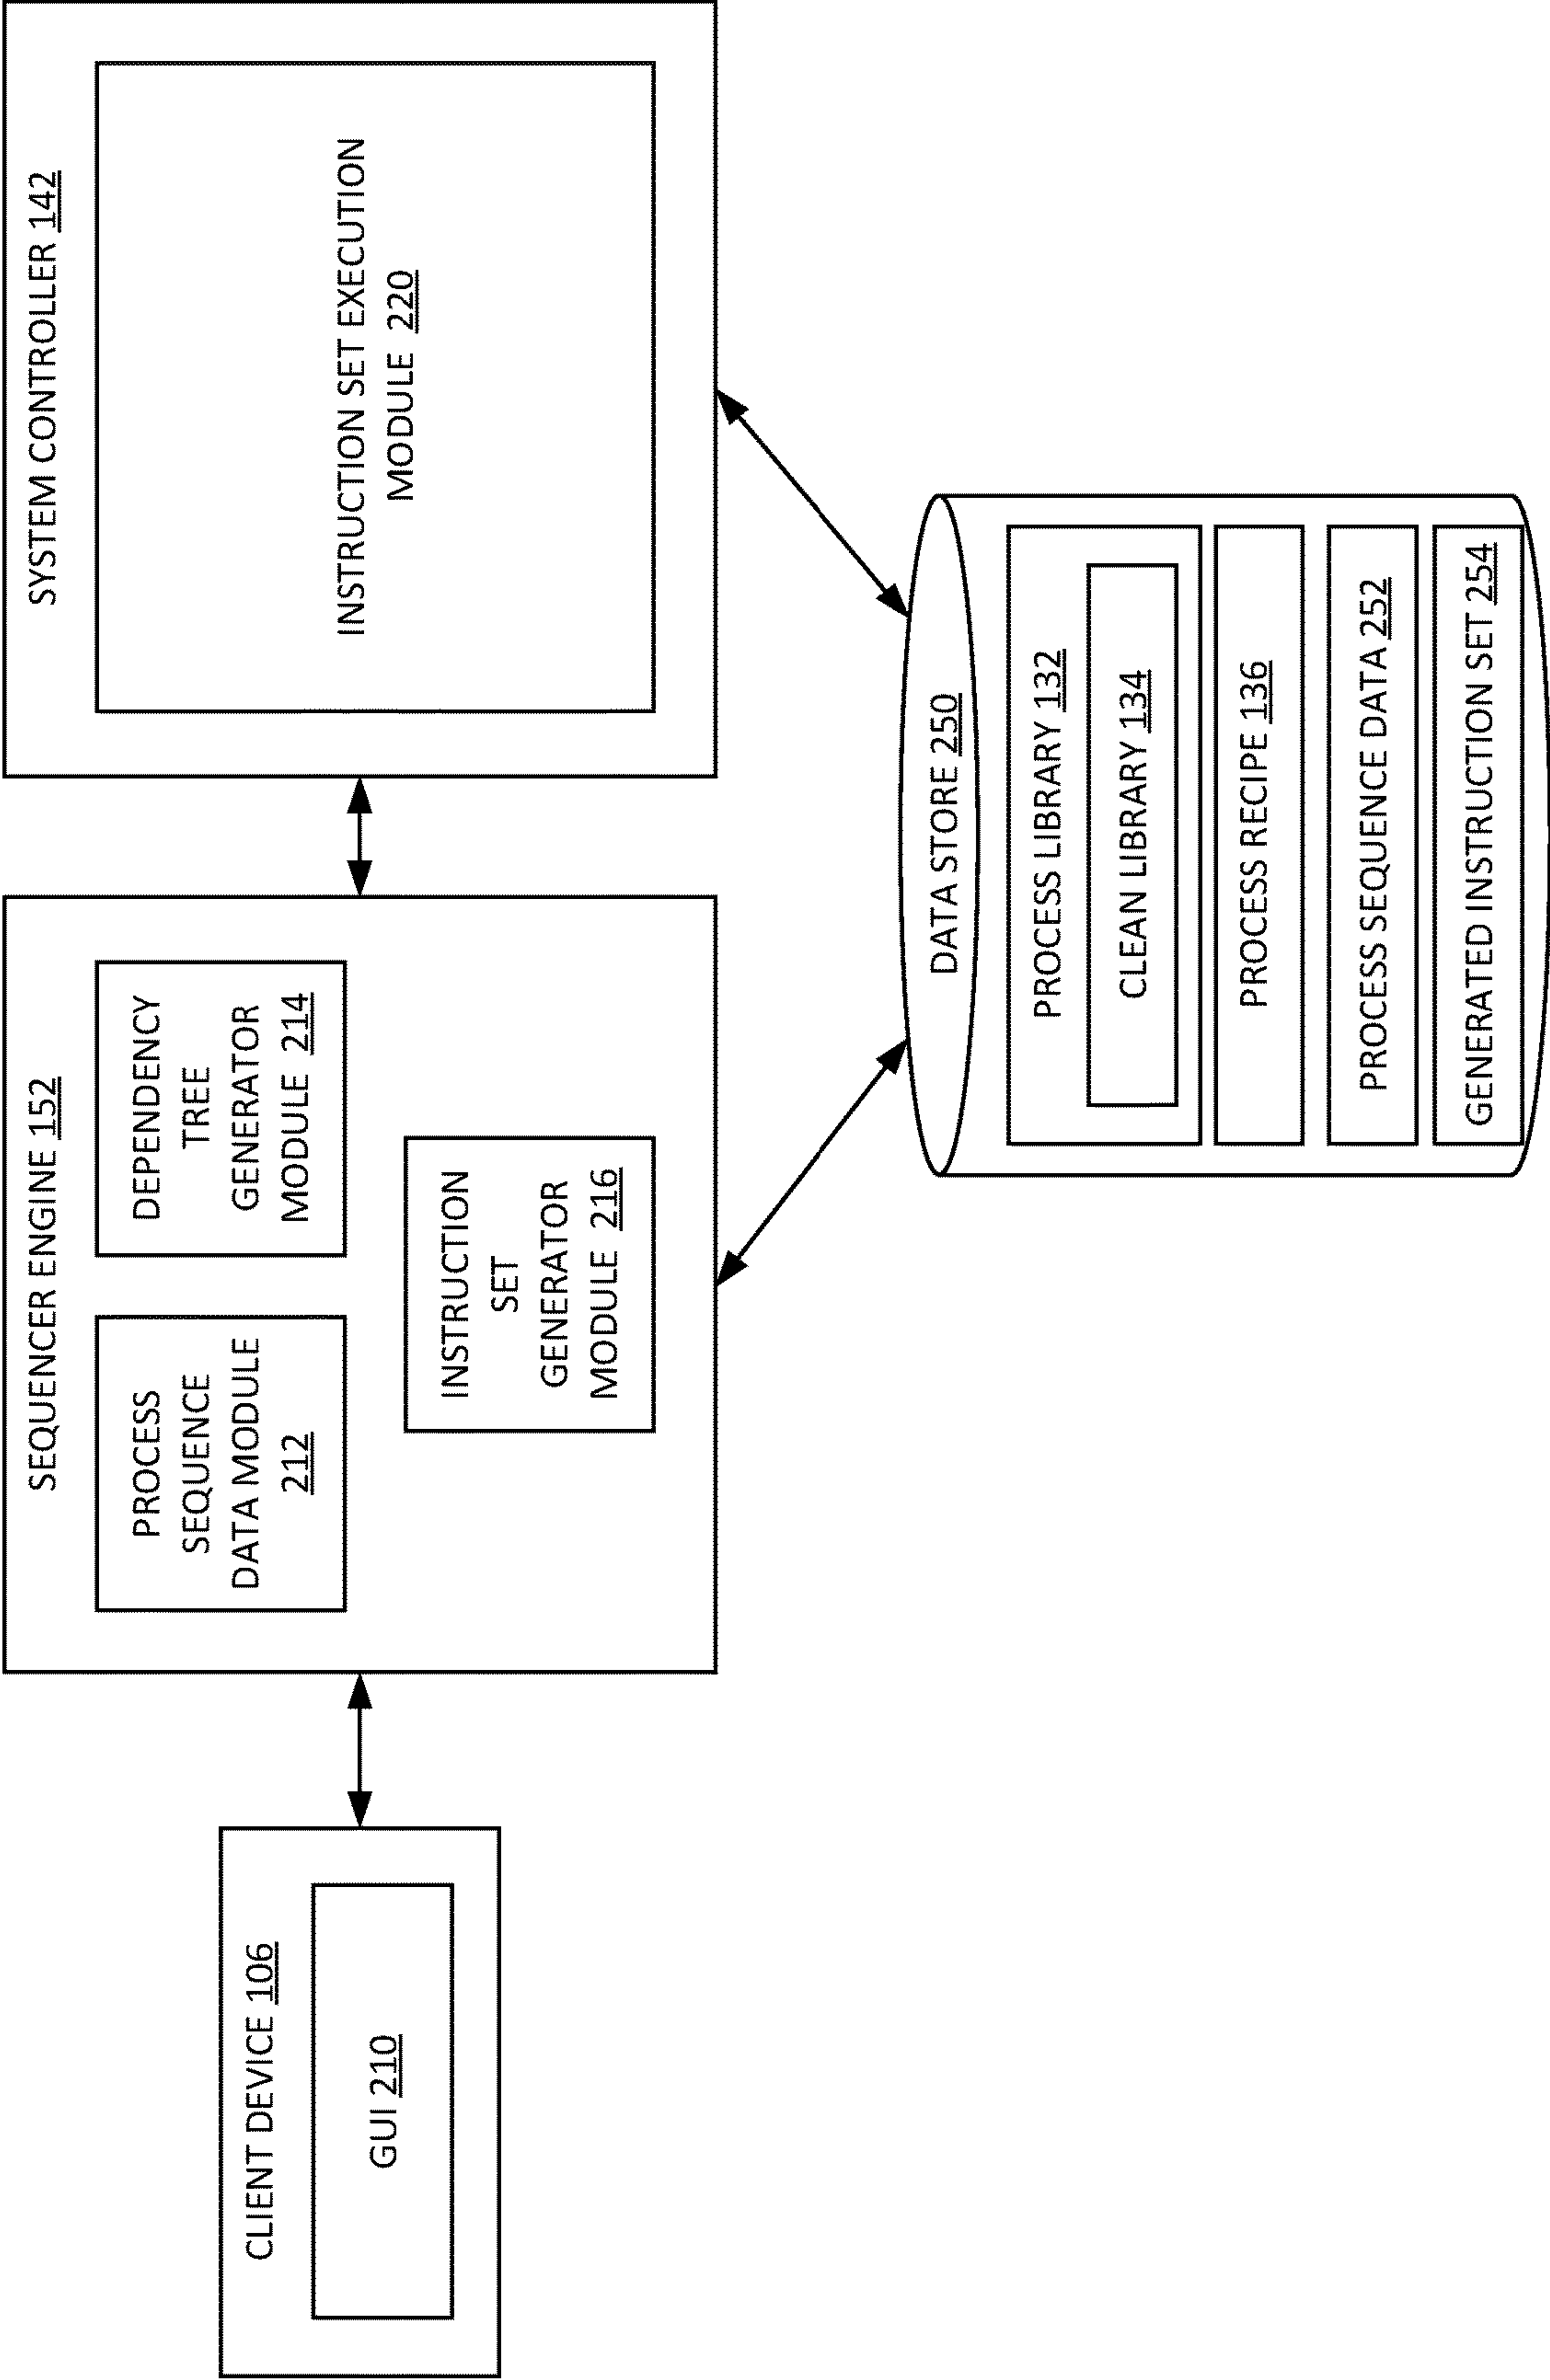 CLIENT DEVICE 106
GUI 210
SEQUENCER ENGINE 152
PROCESS
SEQUENCE
DATA MODULE
212
DEPENDENCY
TREE
GENERATOR
MODULE 214
INSTRUCTION
SET
GENERATOR
MODULE 216
SYSTEM CONTROLLER 142
INSTRUCTION SET EXECUTION
MODULE 220
DATA STORE 250
PROCESS LIBRARY 132
CLEAN LIBRARY 134
PROCESS RECIPE 136
PROCESS SEQUENCE DATA 252
GENERATED INSTRUCTION SET 254